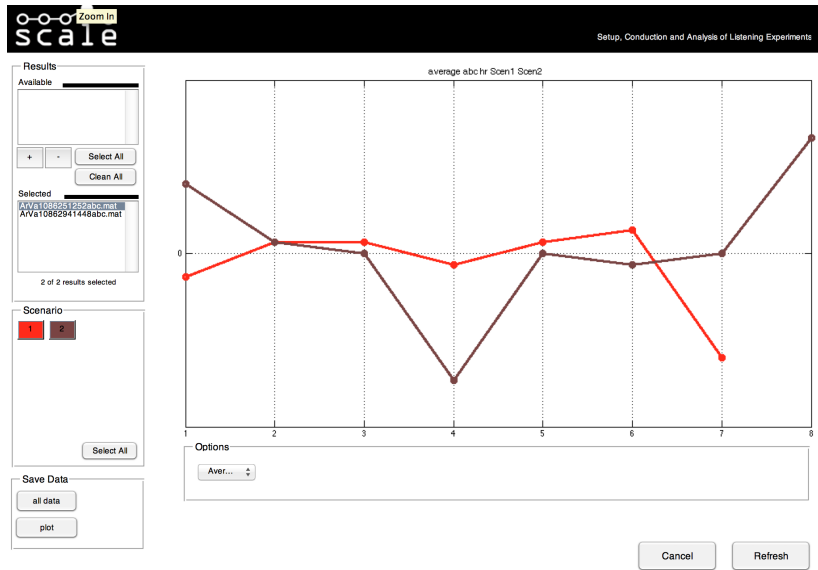 Zoom In
scale
Setup, Conduction and Analysis of Listening Experiments
Results
Available
+
-
Select All
Clean All
Selected
ArVa1086251252abc.mat
ArVa10862941448abc.mat
2 of 2 results selected
Scenario
1
2
Select All
Save Data
all data
plot
average abc hr Scen1 Scen2
0
1
2
3
4
5
6
7
8
Options
Aver...
Cancel
Refresh